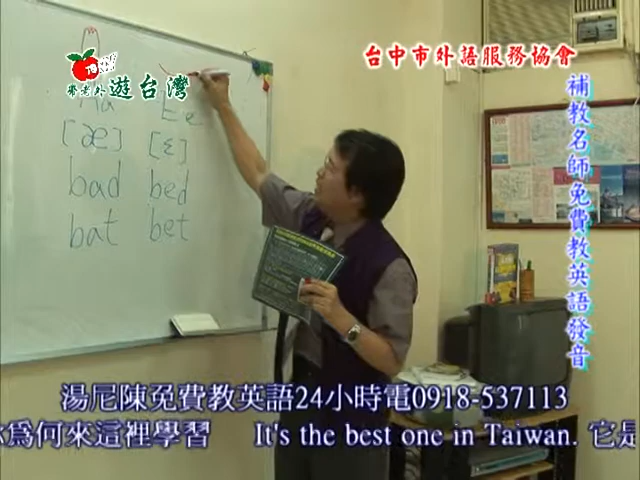 帶老外遊台灣
台中市外語服務協會
補教名師免費教英語發音
Aa Ee
[æ] [ɛ]
bad bed
bat bet
湯尼陳免費教英語24小時電0918-537113
為何來這裡學習 It's the best one in Taiwan. 它是